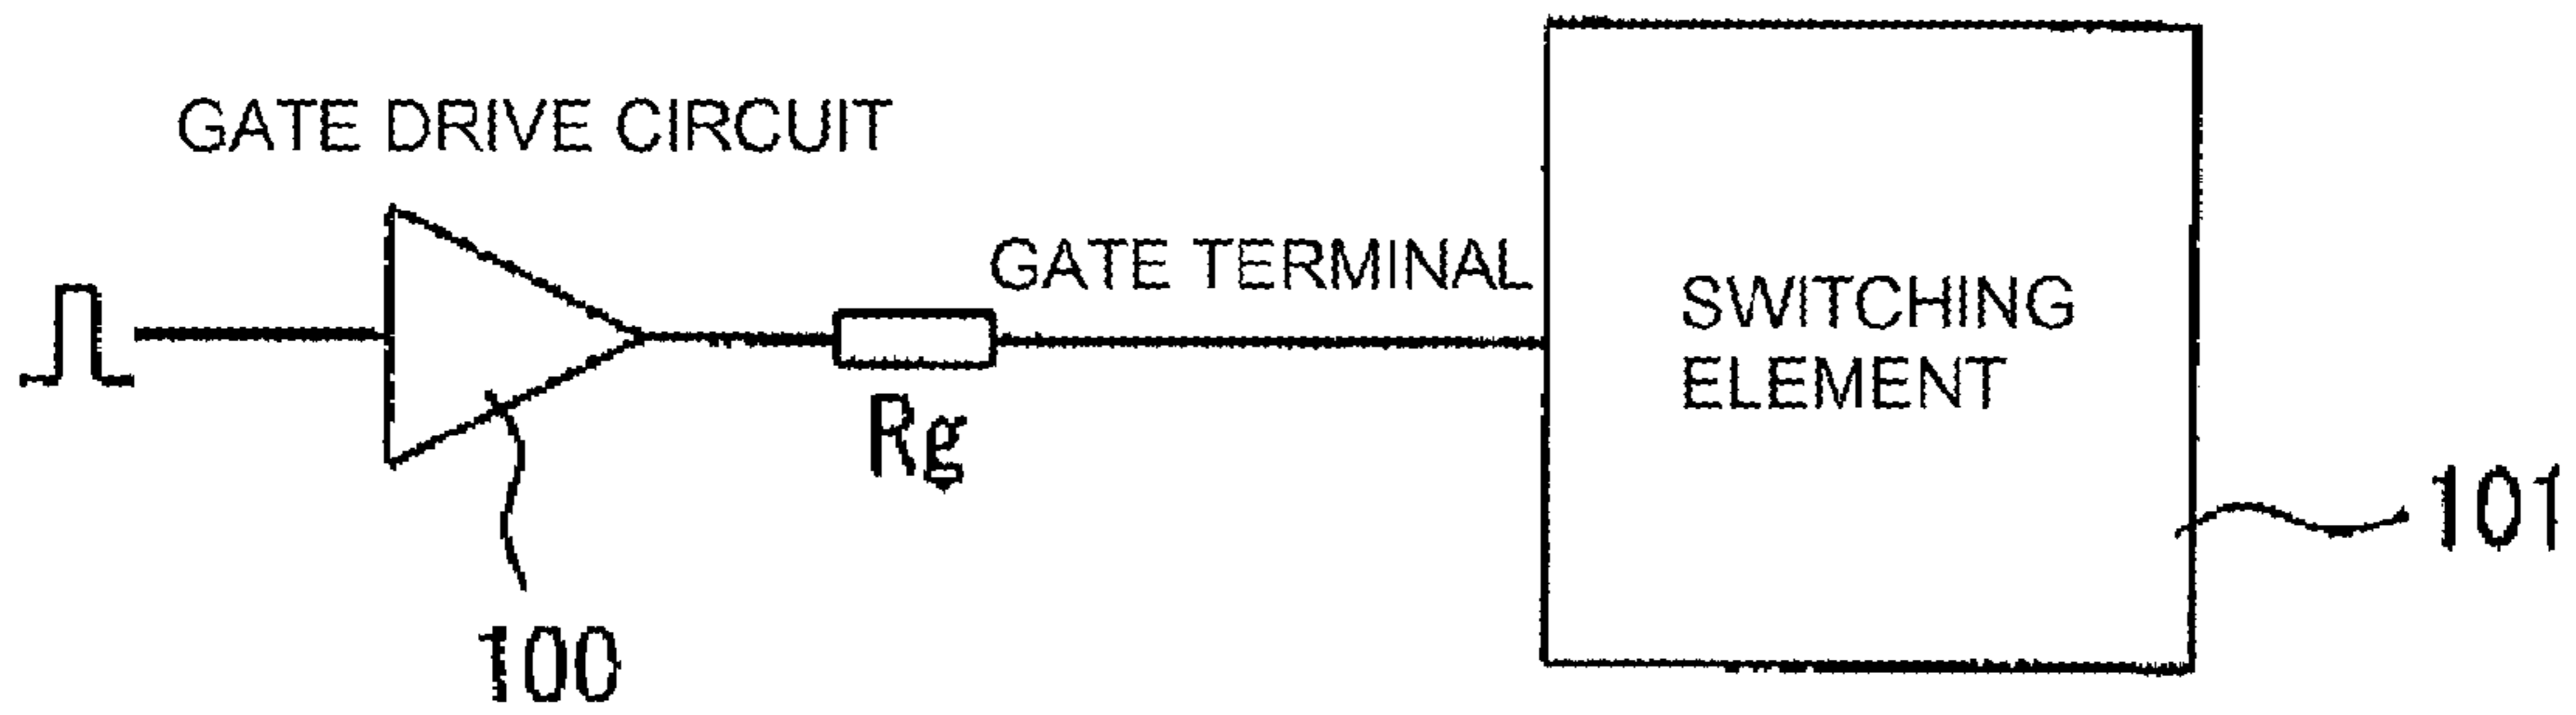 GATE DRIVE CIRCUIT
GATE TERMINAL
SWITCHING
ELEMENT
Rg
101
100